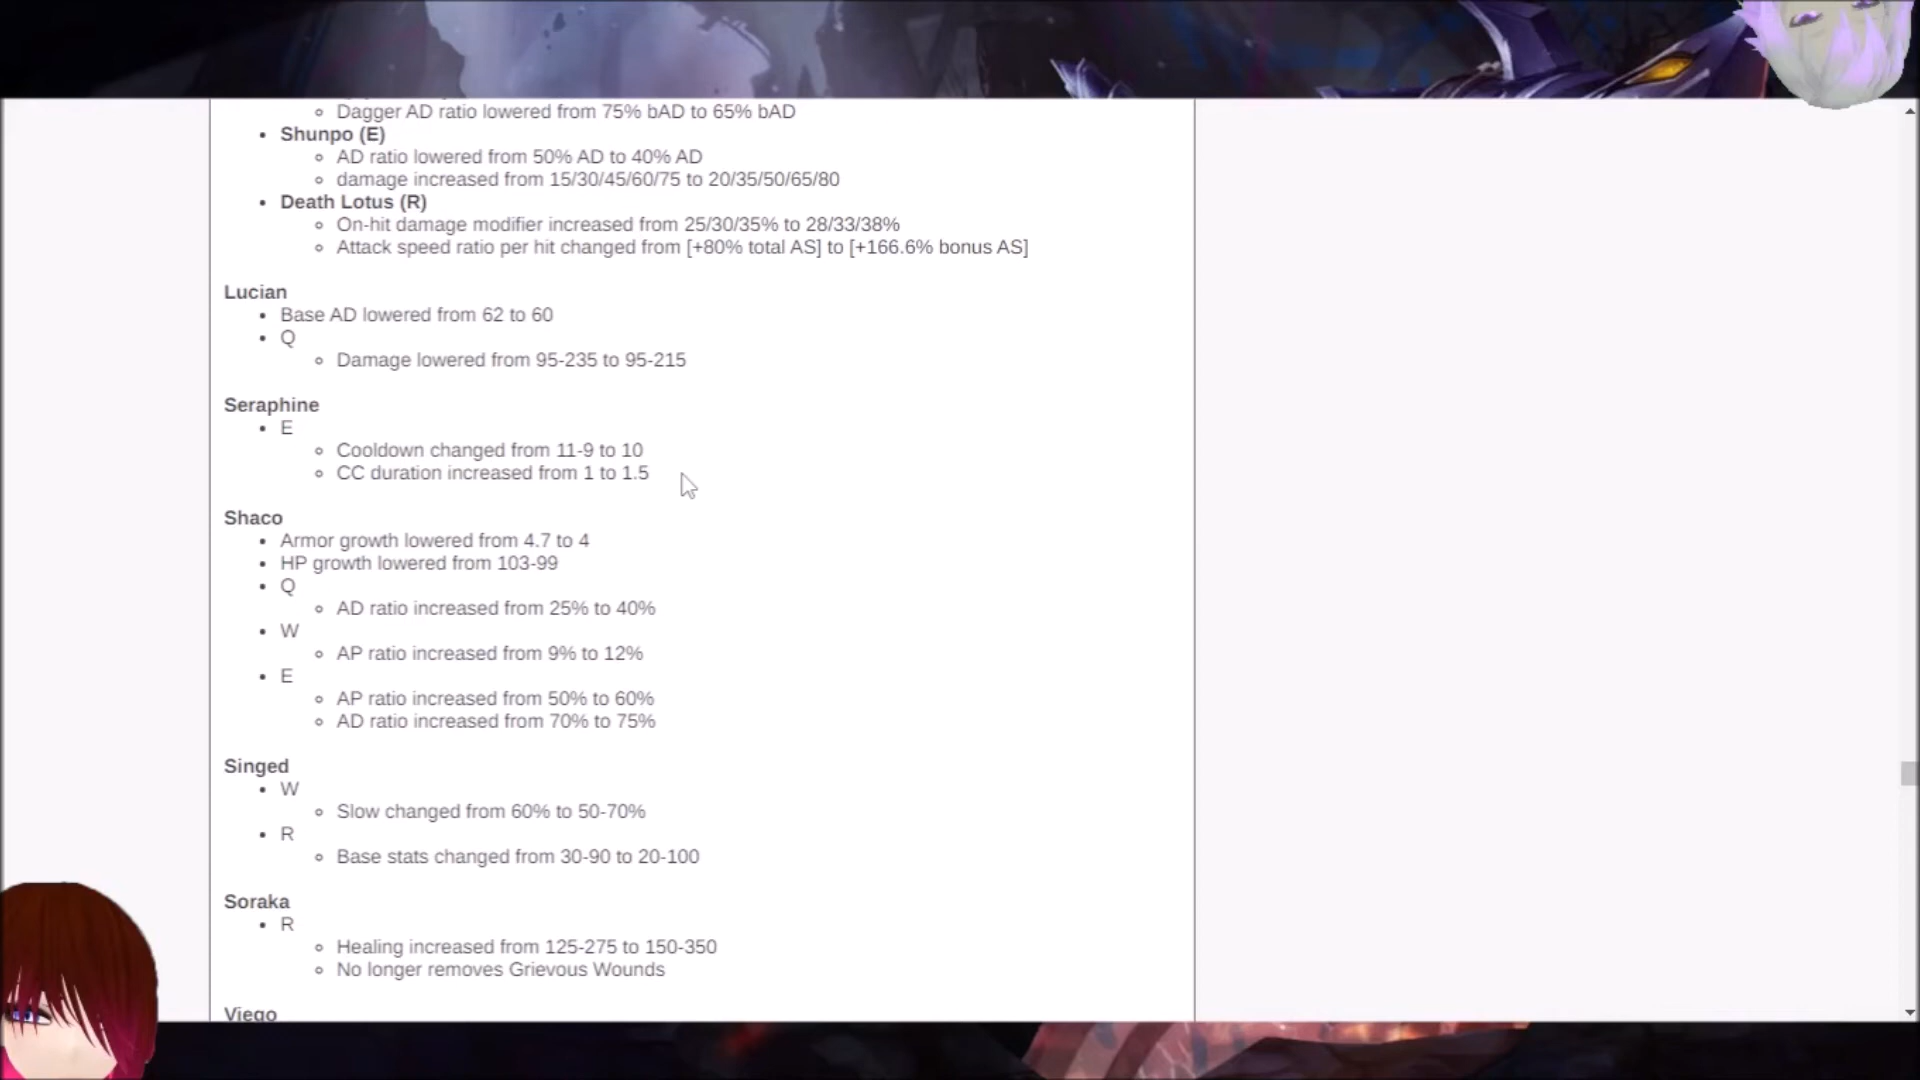 Dagger AD ratio lowered from 75% bAD to 65% bAD
Shunpo (E)
AD ratio lowered from 50% AD to 40% AD
damage increased from 15/30/45/60/75 to 20/35/50/65/80
Death Lotus (R)
On-hit damage modifier increased from 25/30/35% to 28/33/38%
Attack speed ratio per hit changed from [+80% total AS] to [+166.6% bonus AS]
Lucian
Base AD lowered from 62 to 60
Q
Damage lowered from 95-235 to 95-215
Seraphine
E
Cooldown changed from 11-9 to 10
CC duration increased from 1 to 1.5
Shaco
Armor growth lowered from 4.7 to 4
HP growth lowered from 103-99
Q
AD ratio increased from 25% to 40%
W
AP ratio increased from 9% to 12%
E
AP ratio increased from 50% to 60%
AD ratio increased from 70% to 75%
Singed
W
Slow changed from 60% to 50-70%
R
Base stats changed from 30-90 to 20-100
Soraka
R
Healing increased from 125-275 to 150-350
No longer removes Grievous Wounds
Viego